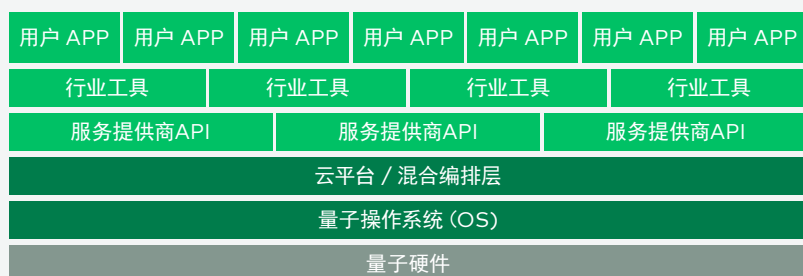 用户 APP 用户 APP 用户 APP 用户 APP 用户 APP 用户 APP 用户 APP
行业工具 行业工具 行业工具 行业工具
服务提供商API 服务提供商API 服务提供商API
云平台 / 混合编排层
量子操作系统 (OS)
量子硬件